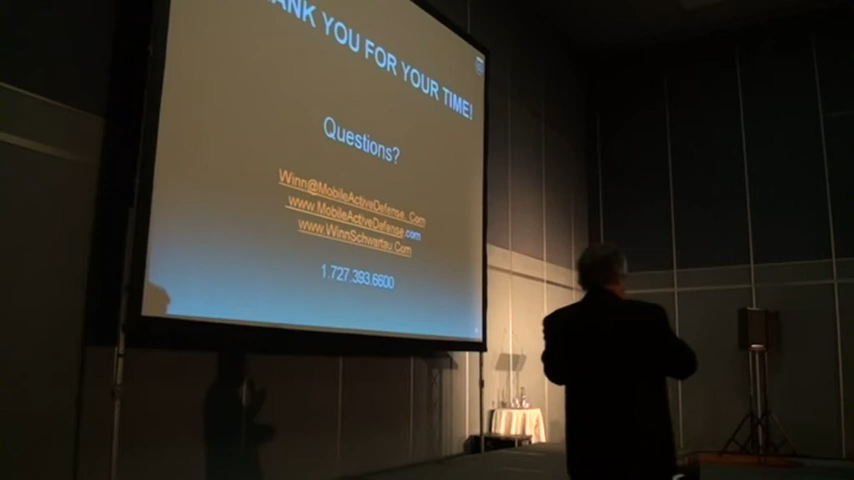 ANK YOU FOR YOUR TIME!
Questions?
Winn@MobileActiveDefense.Com
www.MobileActiveDefense.com
www.WinnSchwartau.Com
1.727.393.6600